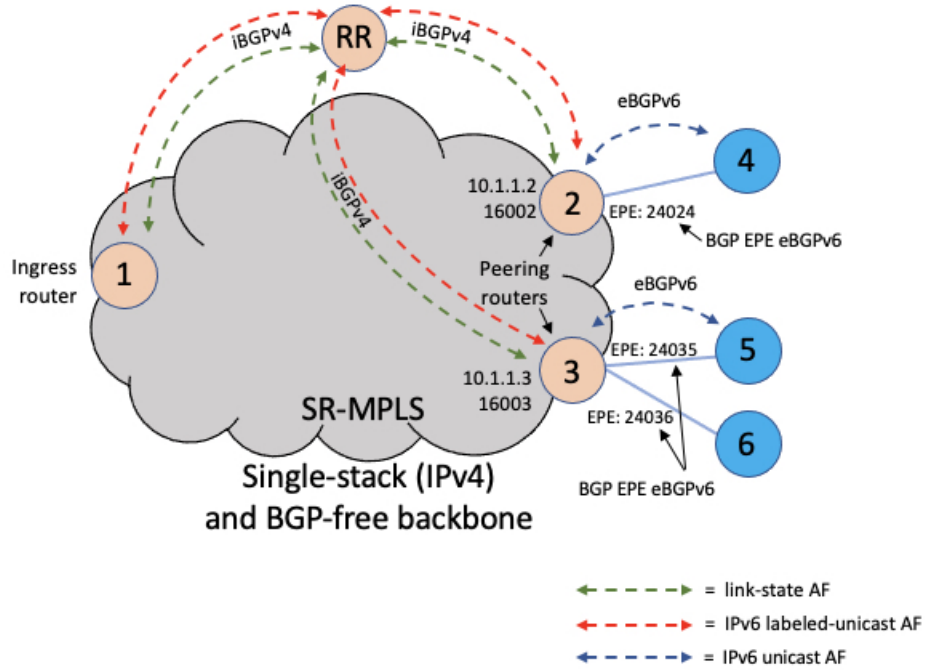 iBGPv4
RR
iBGPv4
eBGPv6
4
10.1.1.2
16002
2
EPE: 24024
BGP EPE eBGPv6
iBGPv4
Ingress
router
1
Peering
routers
eBGPv6
EPE: 24035
5
10.1.1.3
16003
3
EPE: 24036
6
SR-MPLS
BGP EPE eBGPv6
Single-stack (IPv4)
and BGP-free backbone
= link-state AF
= IPv6 labeled-unicast AF
= IPv6 unicast AF